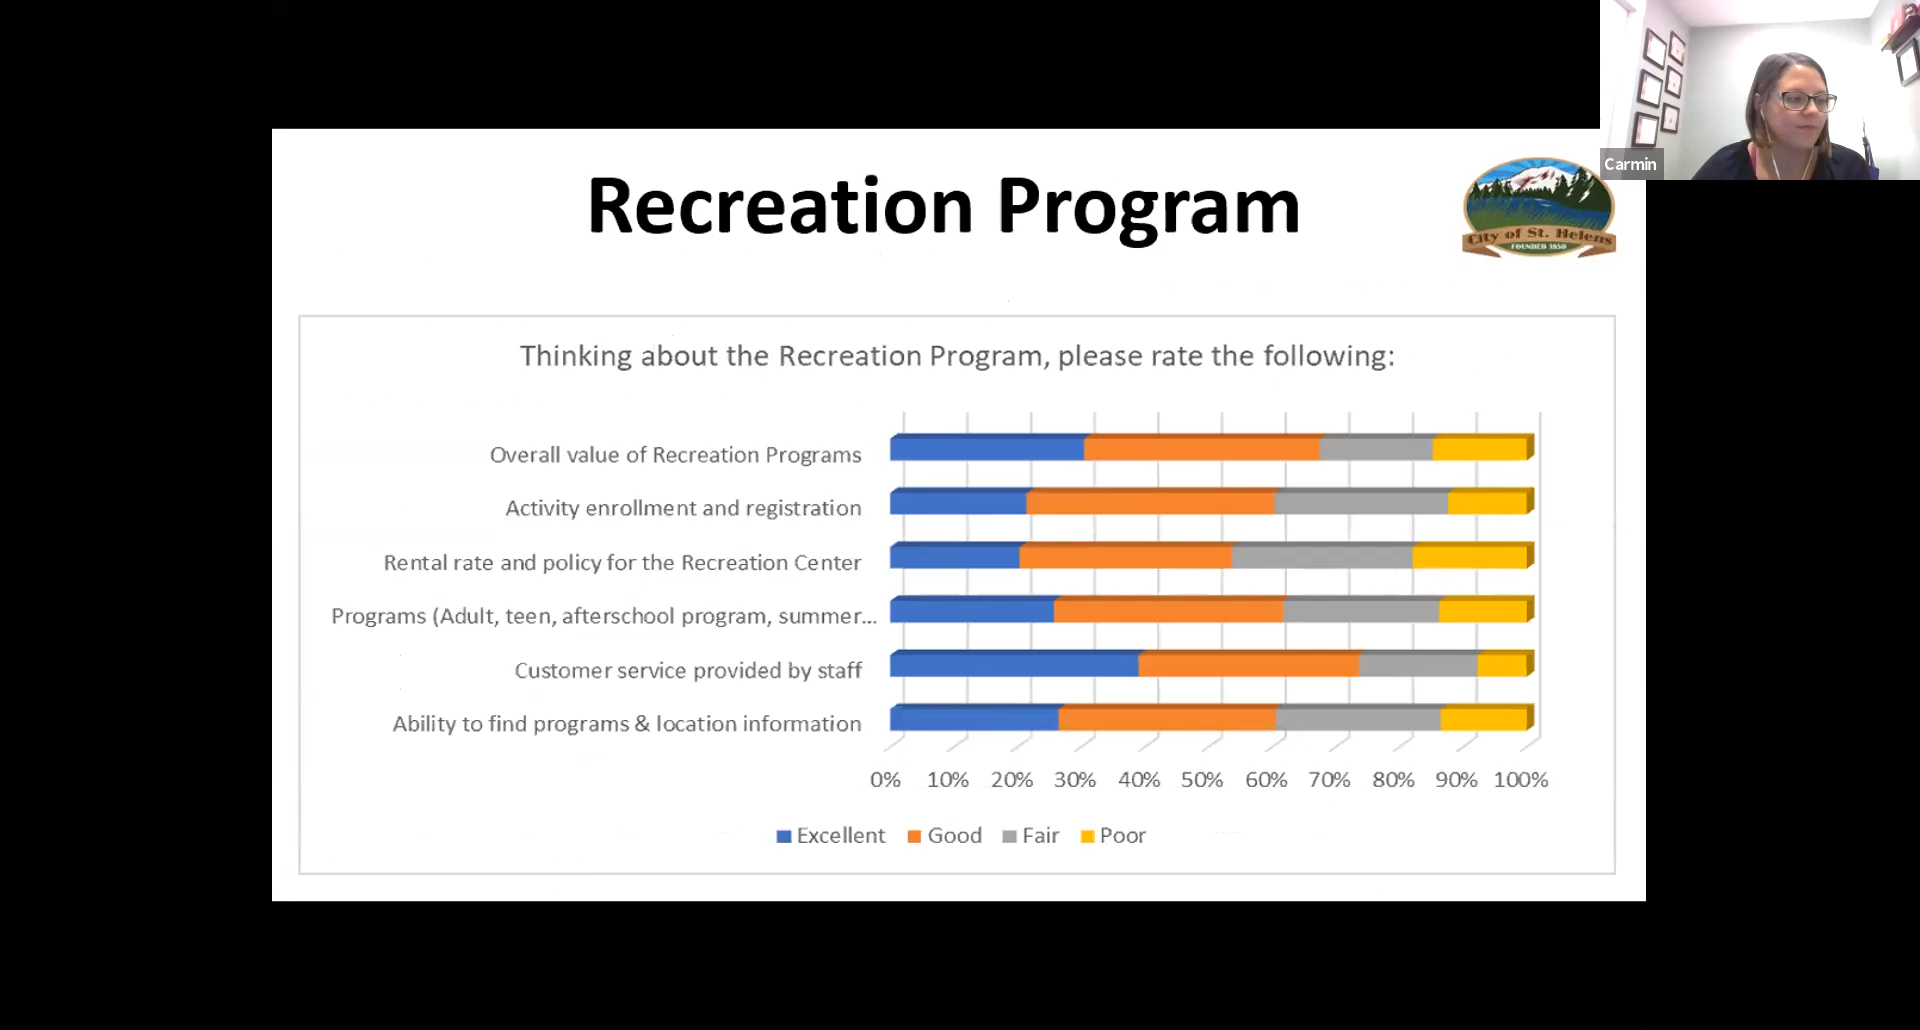 Carmin
Recreation Program
City of St. Helens
FOUNDED 1850
Thinking about the Recreation Program, please rate the following:
Overall value of Recreation Programs
Activity enrollment and registration
Rental rate and policy for the Recreation Center
Programs (Adult, teen, afterschool program, summer...
Customer service provided by staff
Ability to find programs & location information
0% 10% 20% 30% 40% 50% 60% 70% 80% 90% 100%
Excellent Good Fair Poor